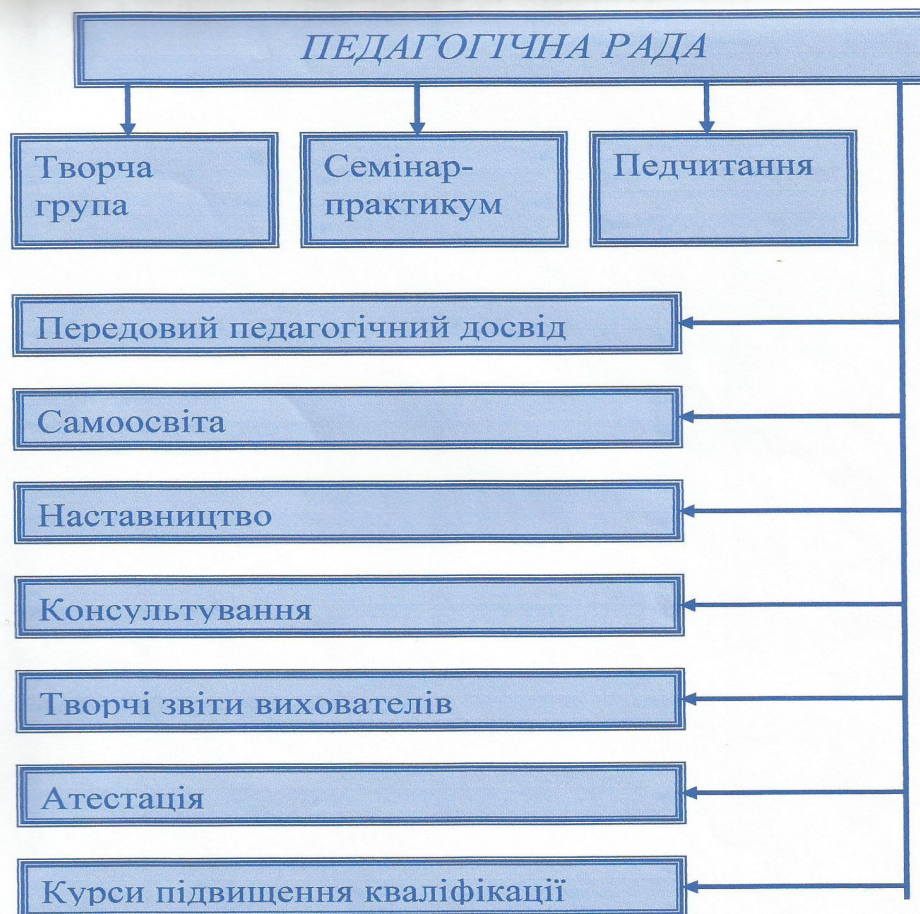 ПЕДАГОГІЧНА РАДА
Творча
група
Семінар-
практикум
Педчитання
Передовий педагогічний досвід
Самоосвіта
Наставництво
Консультування
Творчі звіти вихователів
Атестація
Курси підвищення кваліфікації